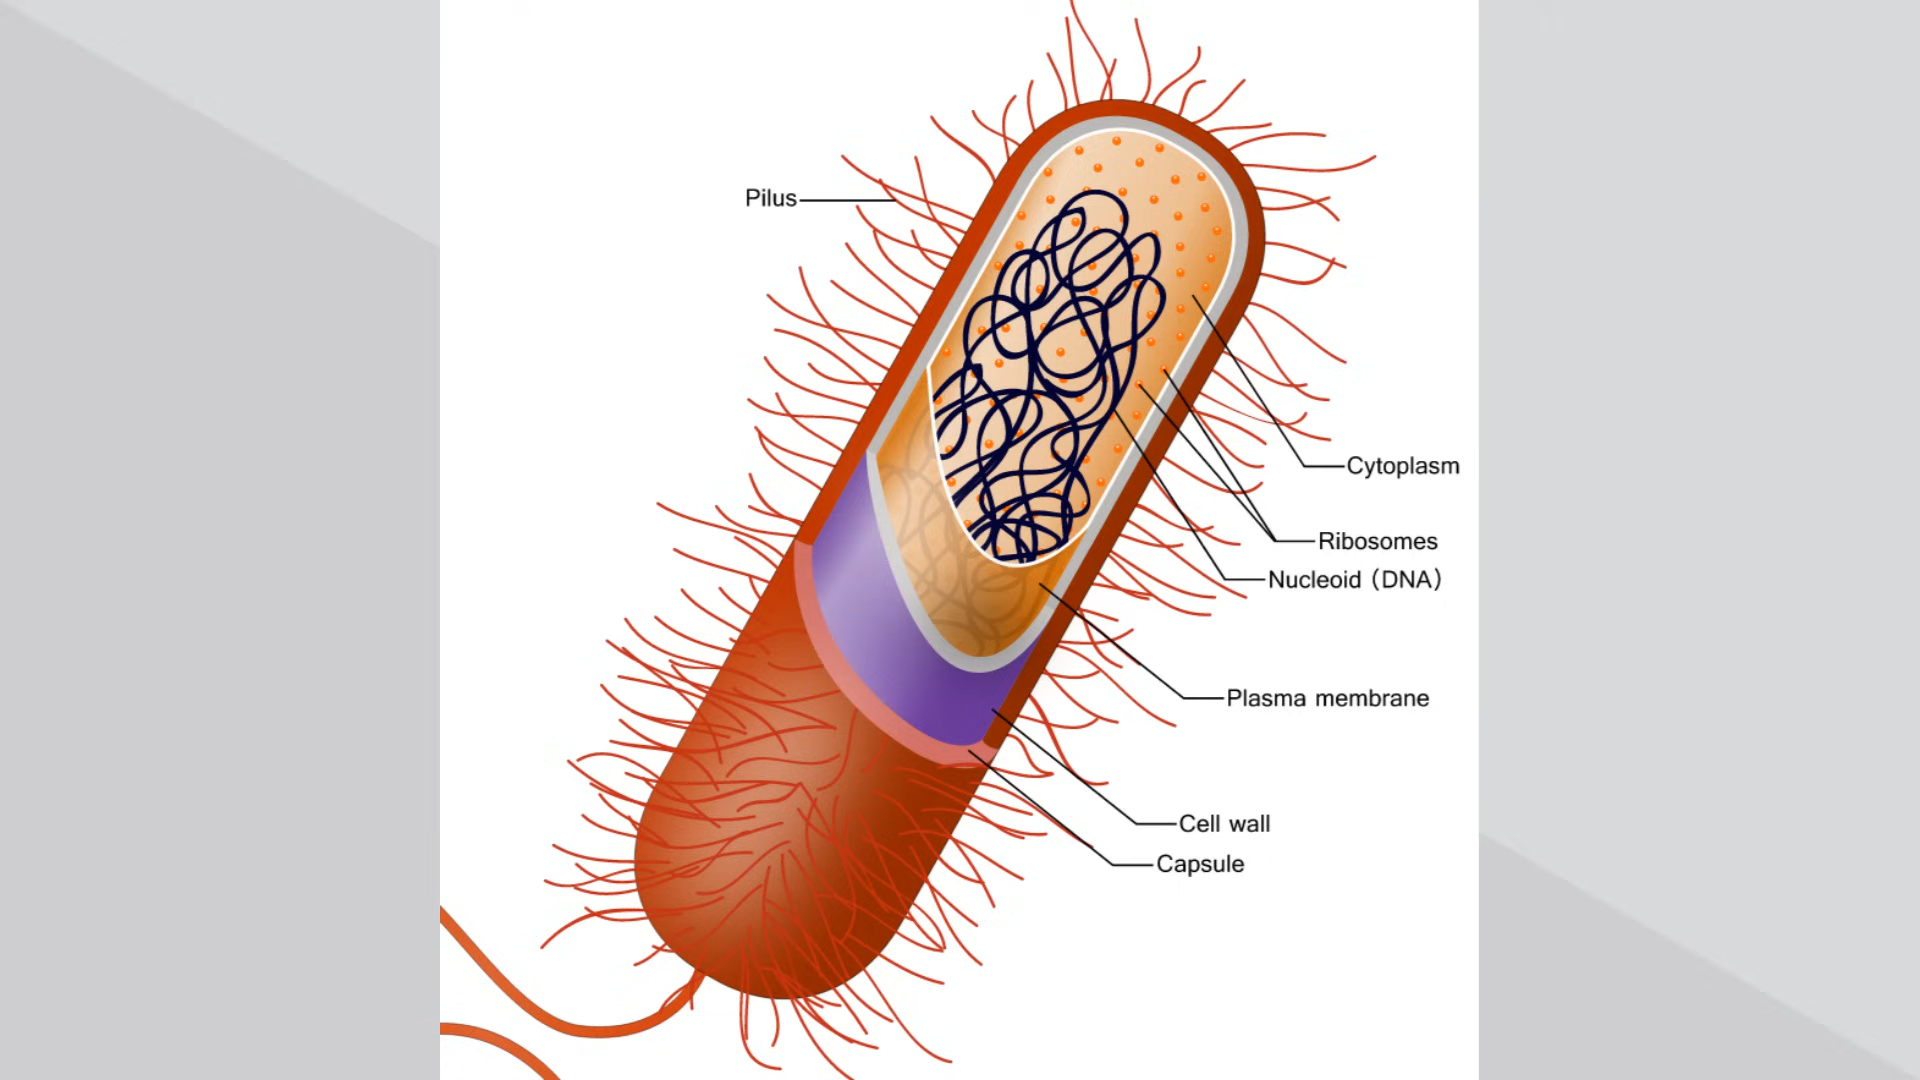 Pilus
Cytoplasm
Ribosomes
Nucleoid (DNA)
Plasma membrane
Cell wall
Capsule